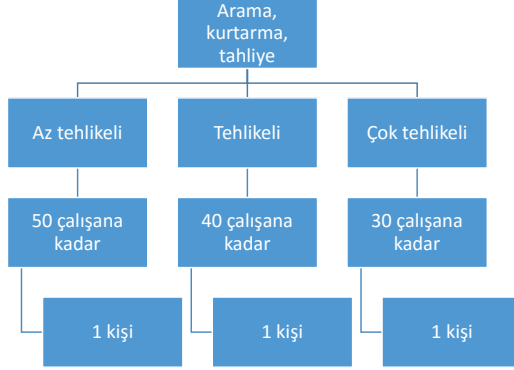 Arama,
kurtarma,
tahliye
Az tehlikeli
Tehlikeli
Çok tehlikeli
50 çalışana
kadar
40 çalışana
kadar
30 çalışana
kadar
1 kişi
1 kişi
1 kişi